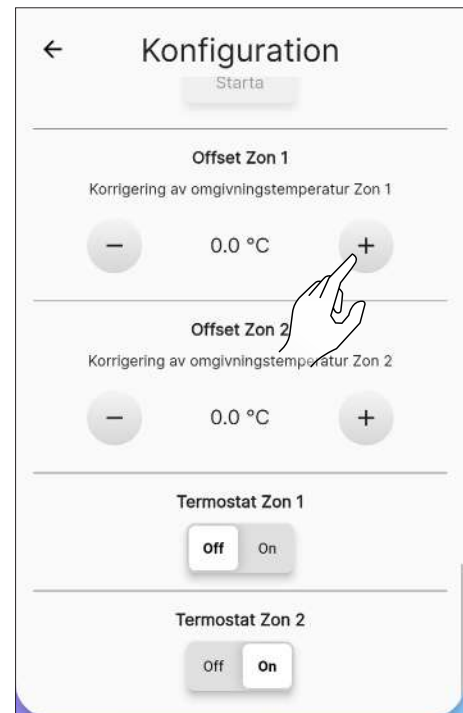 Konfiguration
Starta
Offset Zon 1
Korrigering av omgivningstemperatur Zon 1
− 0.0 °C +
Offset Zon 2
Korrigering av omgivningstemperatur Zon 2
− 0.0 °C +
Termostat Zon 1
Off On
Termostat Zon 2
Off On